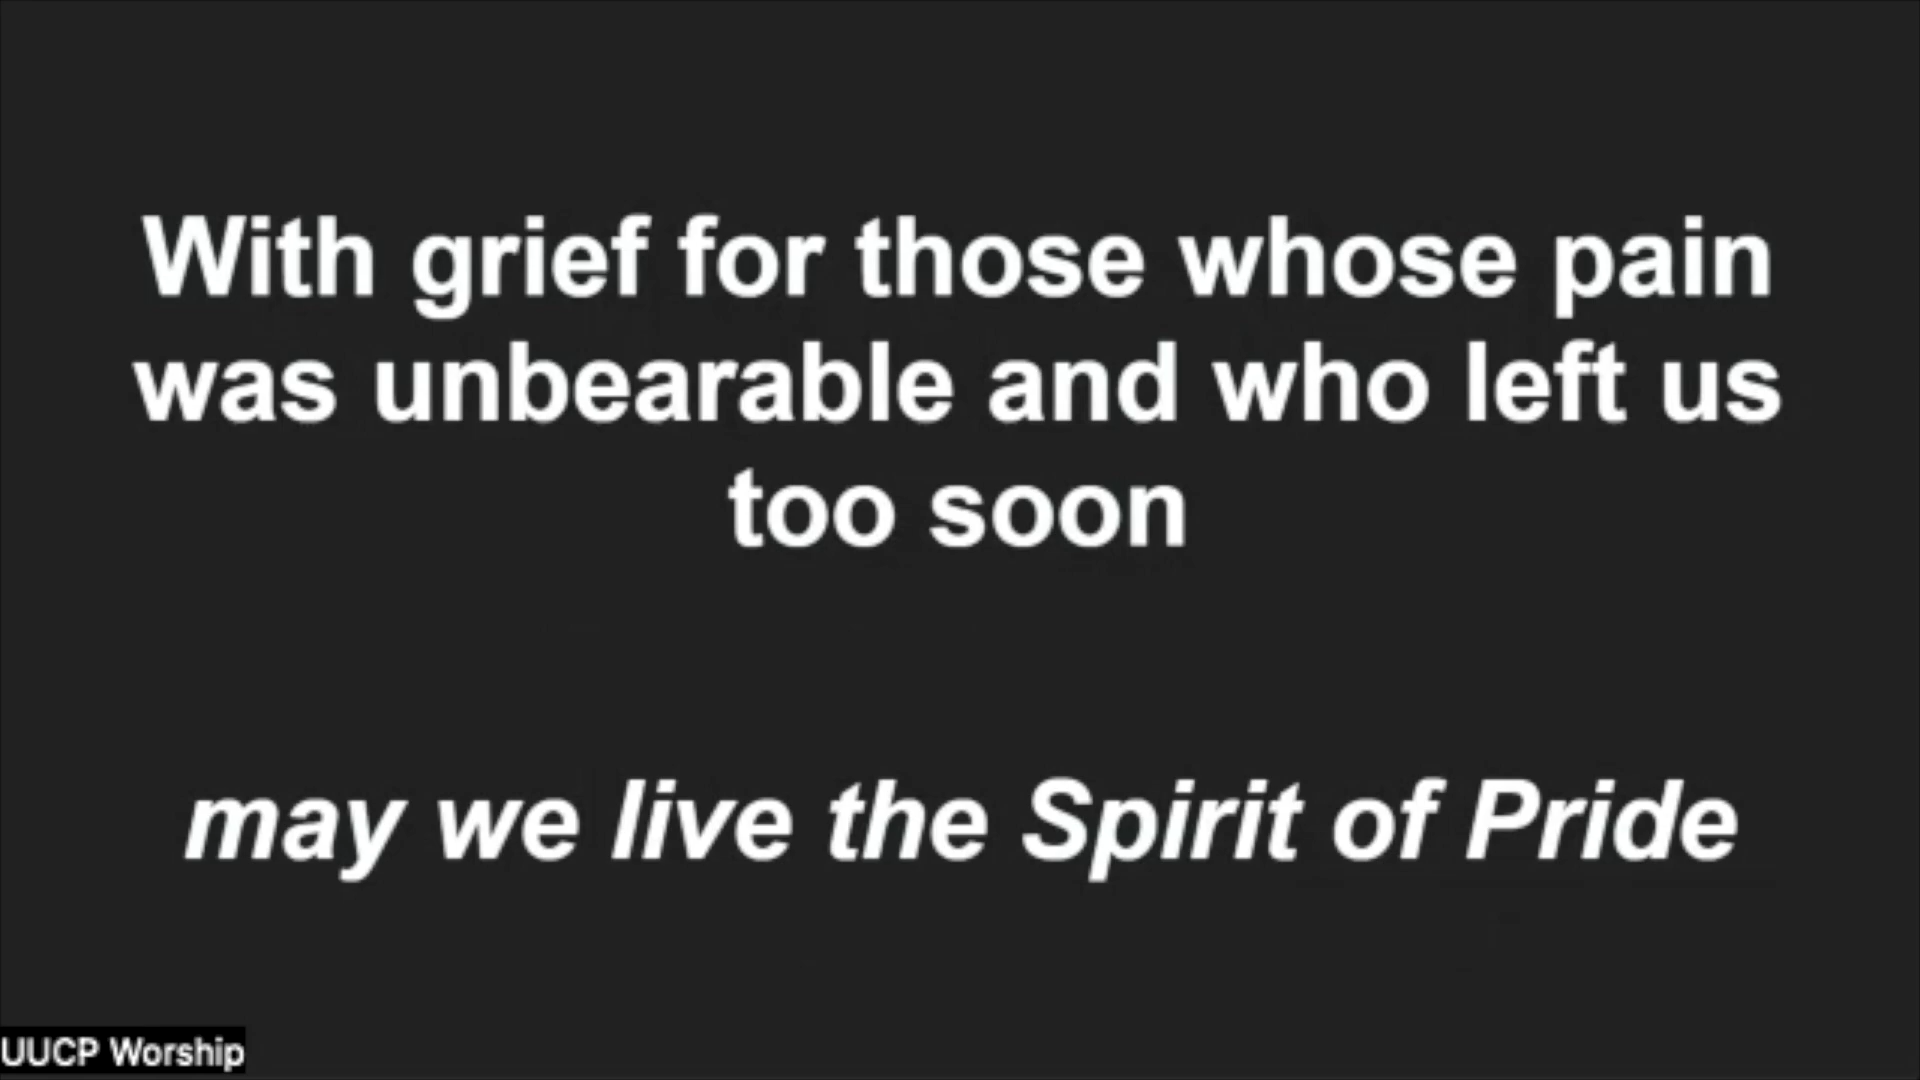 With grief for those whose pain
was unbearable and who left us
too soon
may we live the Spirit of Pride
UUCP Worship